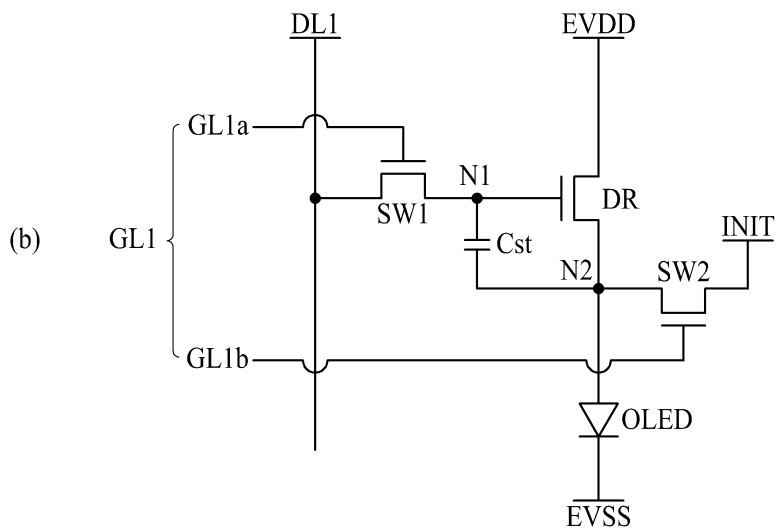 DL1
EVDD
GL1a
N1
SW1
DR
(b)
GL1
Cst
INIT
N2
SW2
GL1b
OLED
EVSS